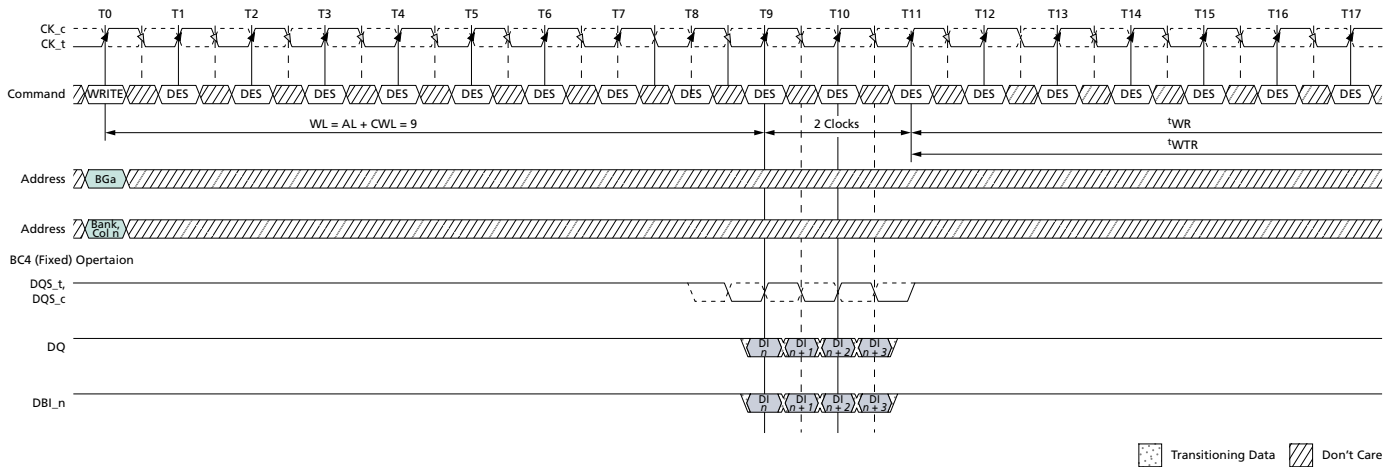 T0 T1 T2 T3 T4 T5 T6 T7 T8 T9 T10 T11 T12 T13 T14 T15 T16 T17
CK_c
CK_t
Command WRITE DES DES DES DES DES DES DES DES DES DES DES DES DES DES DES DES DES
WL = AL + CWL = 9 2 Clocks tWR
tWTR
Address BGa
Address Bank, Col n
BC4 (Fixed) Opertaion
DQS_t,
DQS_c
DQ DI n DI n + 1 DI n + 2 DI n + 3
DBI_n DI n DI n + 1 DI n + 2 DI n + 3
Transitioning Data Don't Care